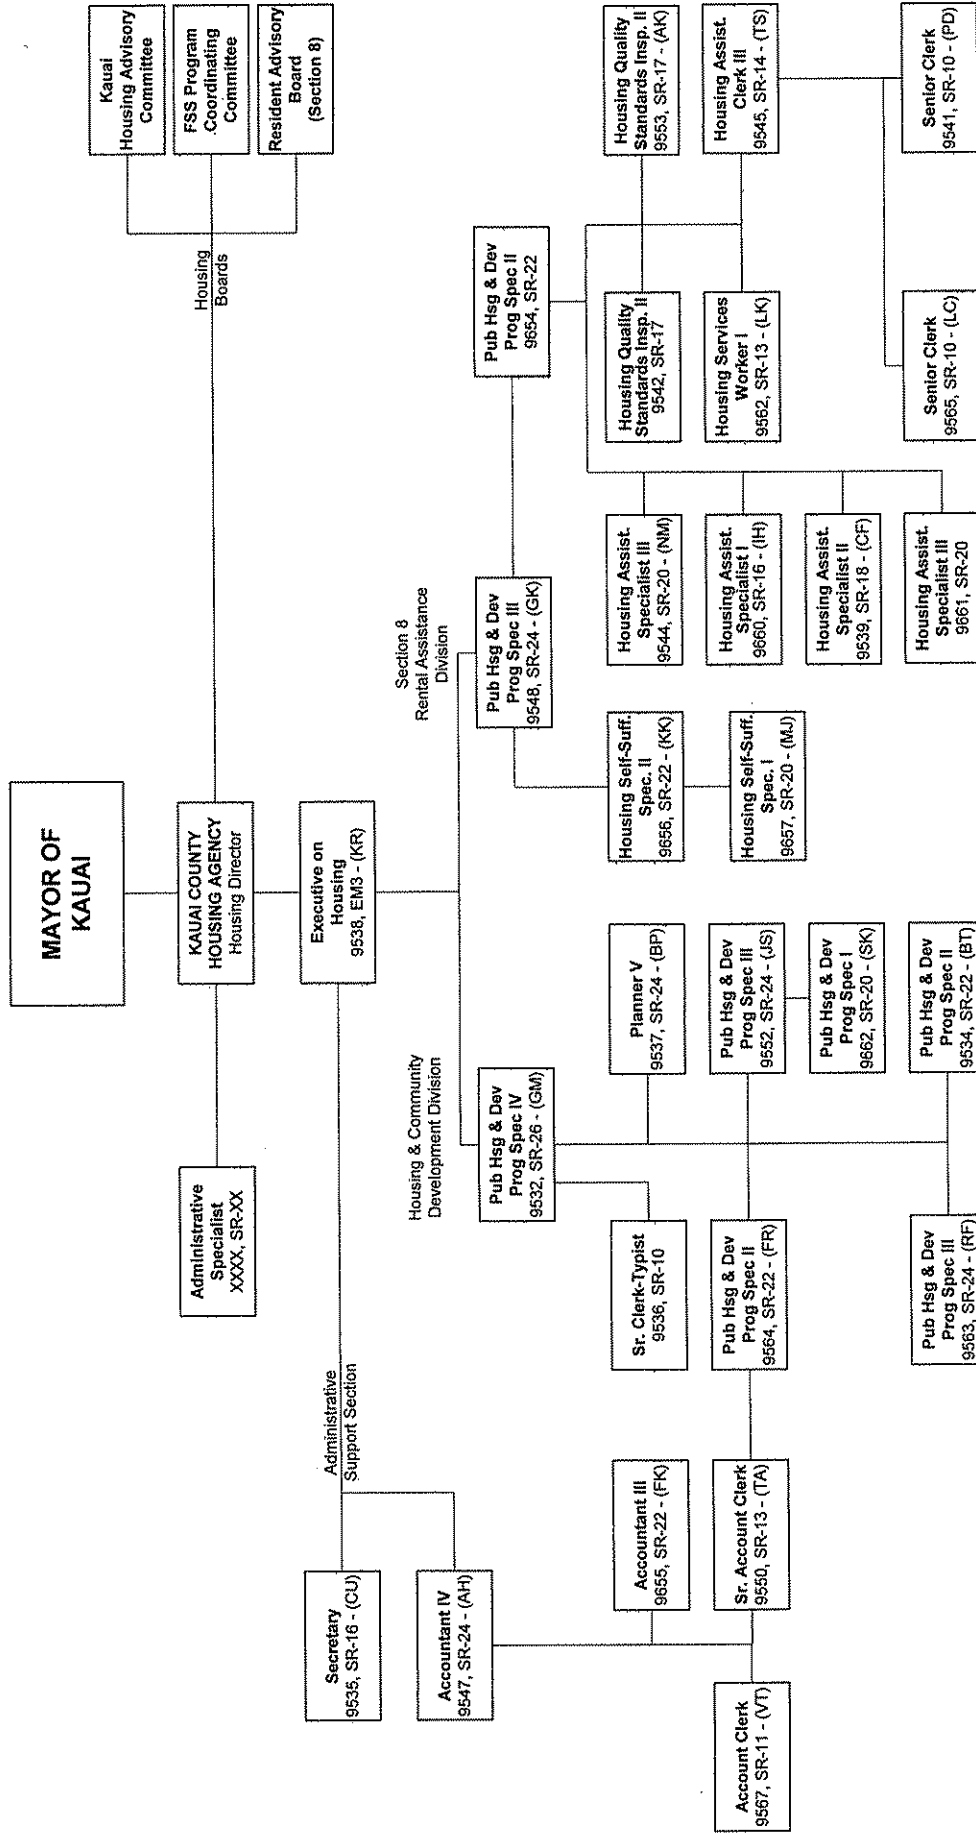 MAYOR OF
KAUAI
KAUAI COUNTY
HOUSING AGENCY
Housing Director
Administrative
Specialist
XXXX, SR-XX
Housing
Boards
Kauai
Housing Advisory
Committee
FSS Program
Coordinating
Committee
Resident Advisory
Board
(Section 8)
Executive on
Housing
9538, EM3 - (KR)
Administrative
Support Section
Secretary
9535, SR-16 - (CU)
Accountant IV
9547, SR-24 - (AH)
Accountant III
9655, SR-22 - (FK)
Account Clerk
9567, SR-11 - (VT)
Sr. Account Clerk
9550, SR-13 - (TA)
Housing & Community
Development Division
Pub Hsg & Dev
Prog Spec IV
9532, SR-26 - (GM)
Sr. Clerk-Typist
9536, SR-10
Planner V
9537, SR-24 - (BP)
Pub Hsg & Dev
Prog Spec II
9564, SR-22 - (FR)
Pub Hsg & Dev
Prog Spec III
9552, SR-24 - (JS)
Pub Hsg & Dev
Prog Spec I
9662, SR-20 - (SK)
Pub Hsg & Dev
Prog Spec III
9563, SR-24 - (RF)
Pub Hsg & Dev
Prog Spec II
9534, SR-22 - (BT)
Section 8
Rental Assistance
Division
Pub Hsg & Dev
Prog Spec III
9548, SR-24 - (GK)
Housing Self-Suff.
Spec. II
9656, SR-22 - (KK)
Housing Self-Suff.
Spec. I
9657, SR-20 - (MJ)
Pub Hsg & Dev
Prog Spec II
9654, SR-22
Housing Assist.
Specialist III
9544, SR-20 - (NM)
Housing Assist.
Specialist I
9660, SR-16 - (IH)
Housing Assist.
Specialist II
9539, SR-18 - (CF)
Housing Assist.
Specialist III
9661, SR-20
Housing Quality
Standards Insp. II
9542, SR-17
Housing Quality
Standards Insp. II
9553, SR-17 - (AK)
Housing Services
Worker I
9562, SR-13 - (LK)
Housing Assist.
Clerk III
9545, SR-14 - (TS)
Senior Clerk
9565, SR-10 - (LC)
Senior Clerk
9541, SR-10 - (PD)